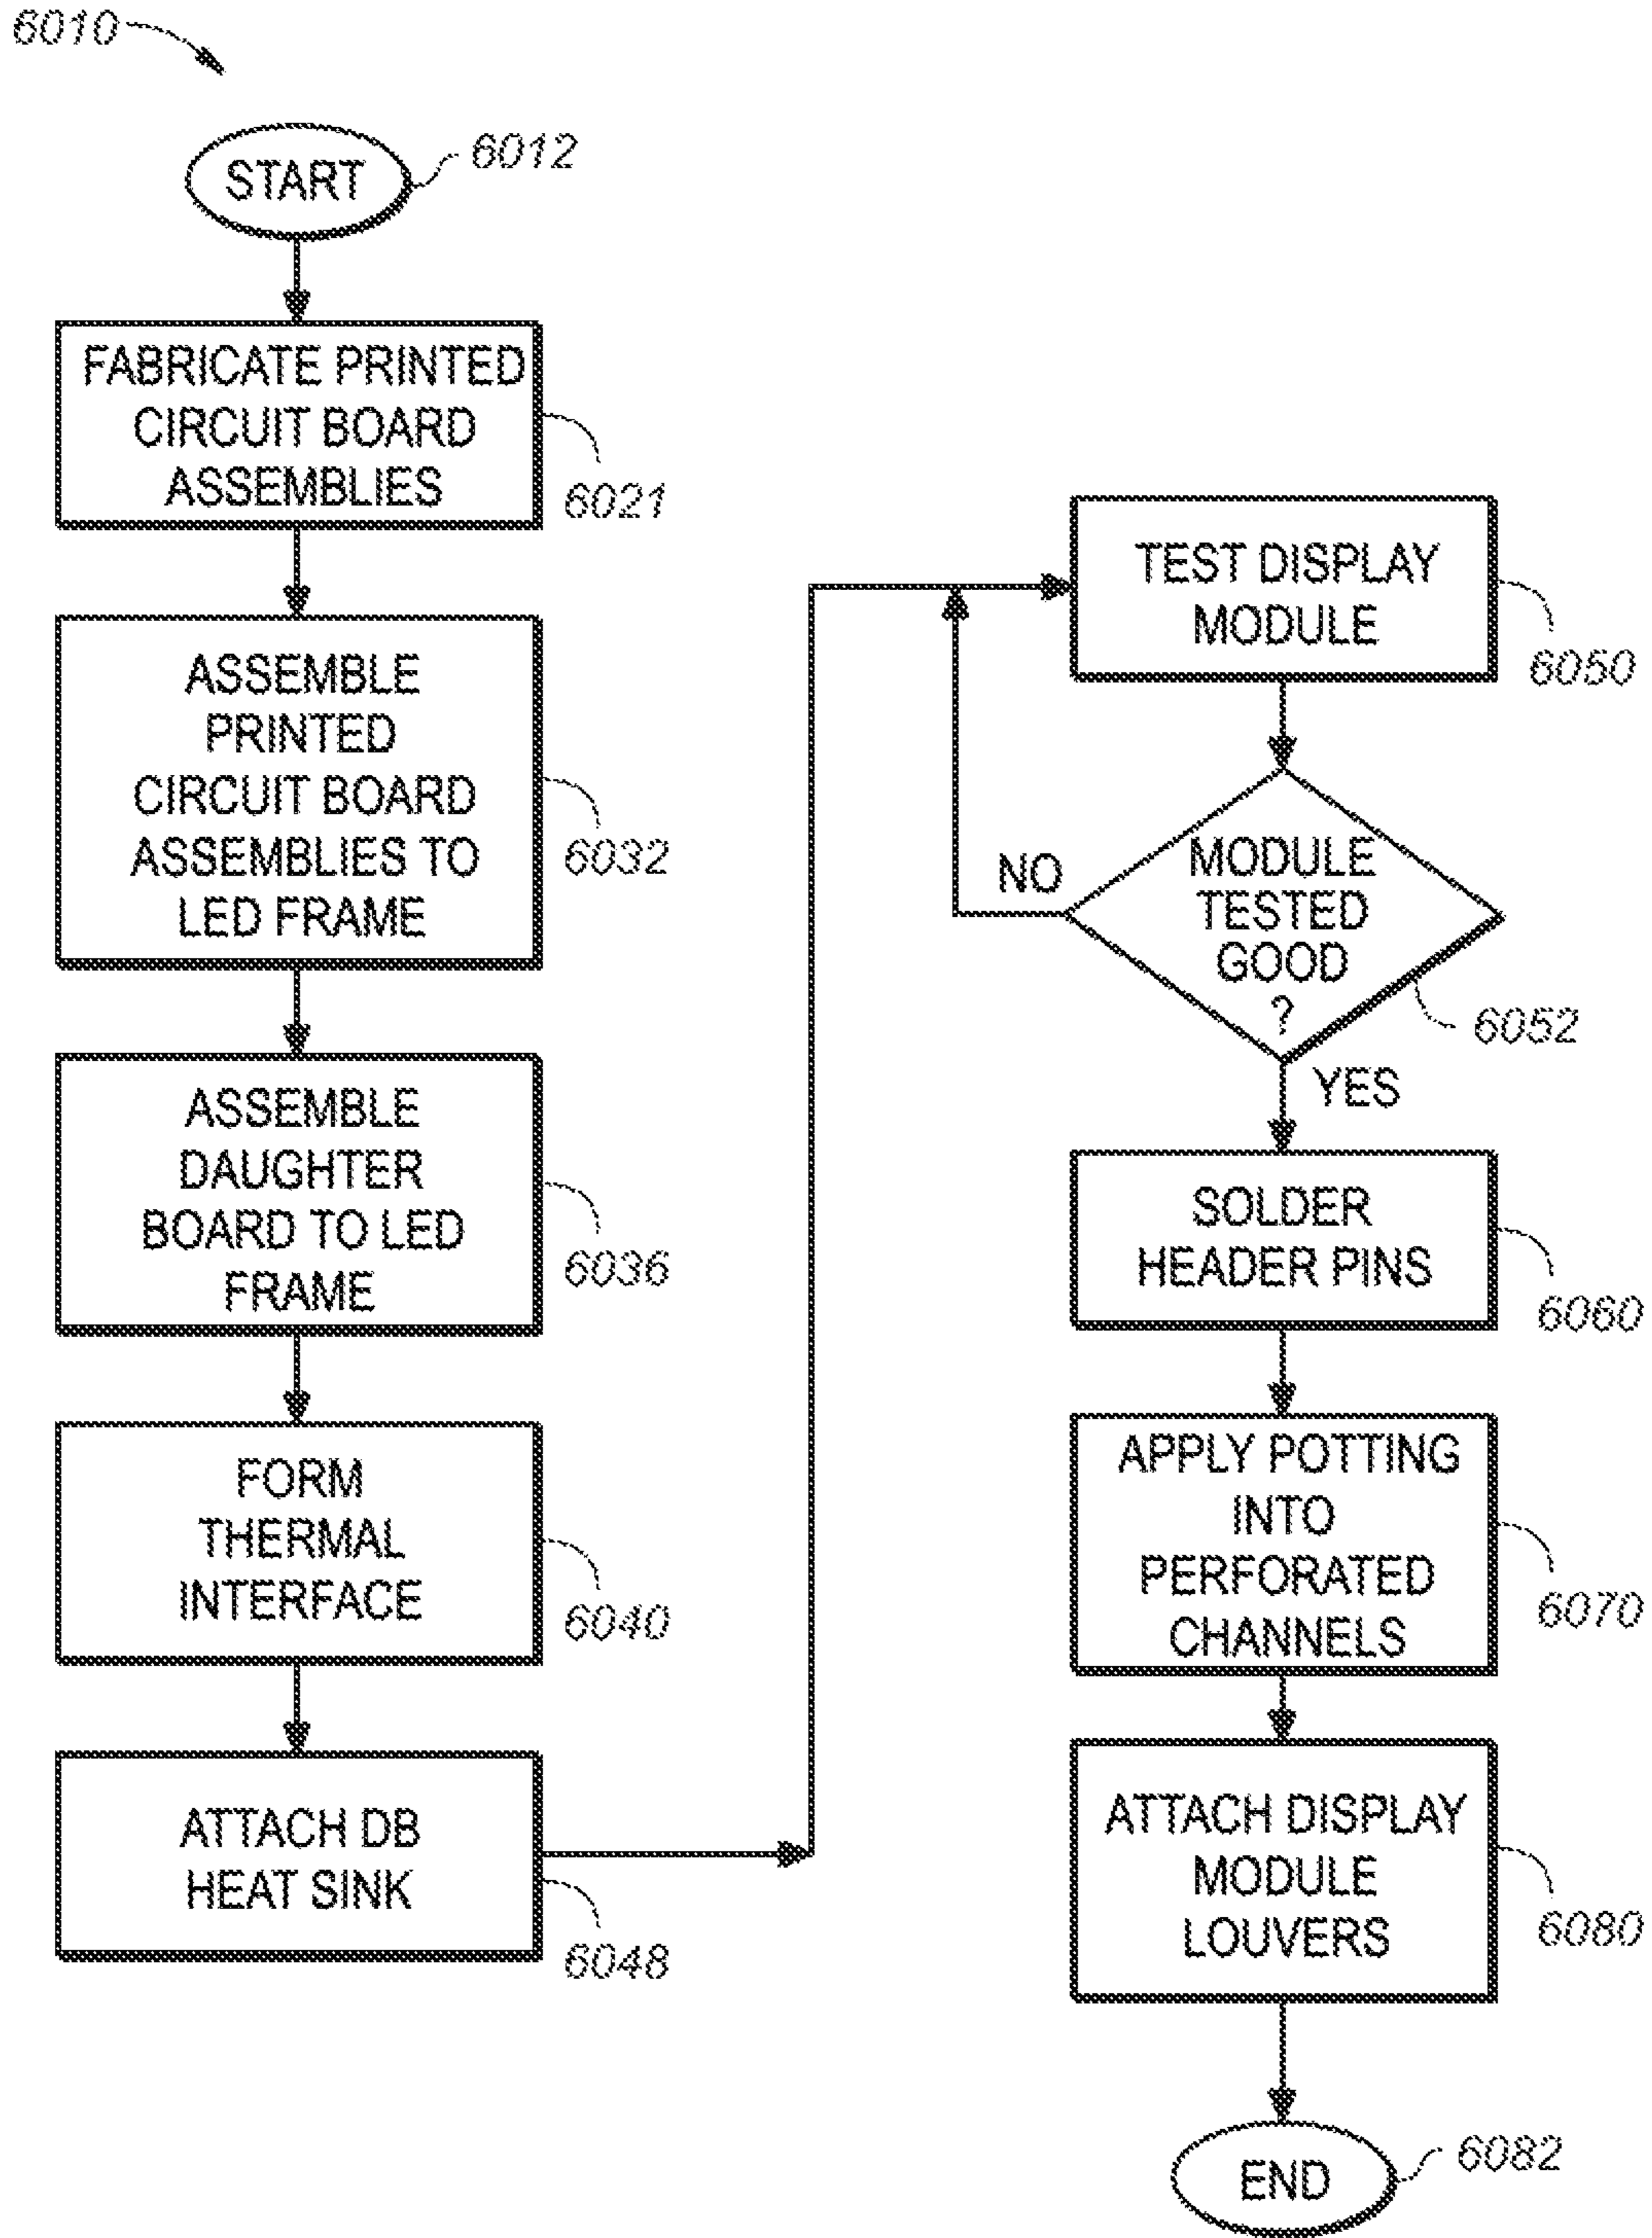 6010
START
6012
FABRICATE PRINTED
CIRCUIT BOARD
ASSEMBLIES
6021
ASSEMBLE
PRINTED
CIRCUIT BOARD
ASSEMBLIES TO
LED FRAME
6032
ASSEMBLE
DAUGHTER
BOARD TO LED
FRAME
6036
FORM
THERMAL
INTERFACE
6040
ATTACH DB
HEAT SINK
6048
TEST DISPLAY
MODULE
6050
MODULE
TESTED
GOOD
?
6052
NO
YES
SOLDER
HEADER PINS
6060
APPLY POTTING
INTO
PERFORATED
CHANNELS
6070
ATTACH DISPLAY
MODULE
LOUVERS
6080
END
6082